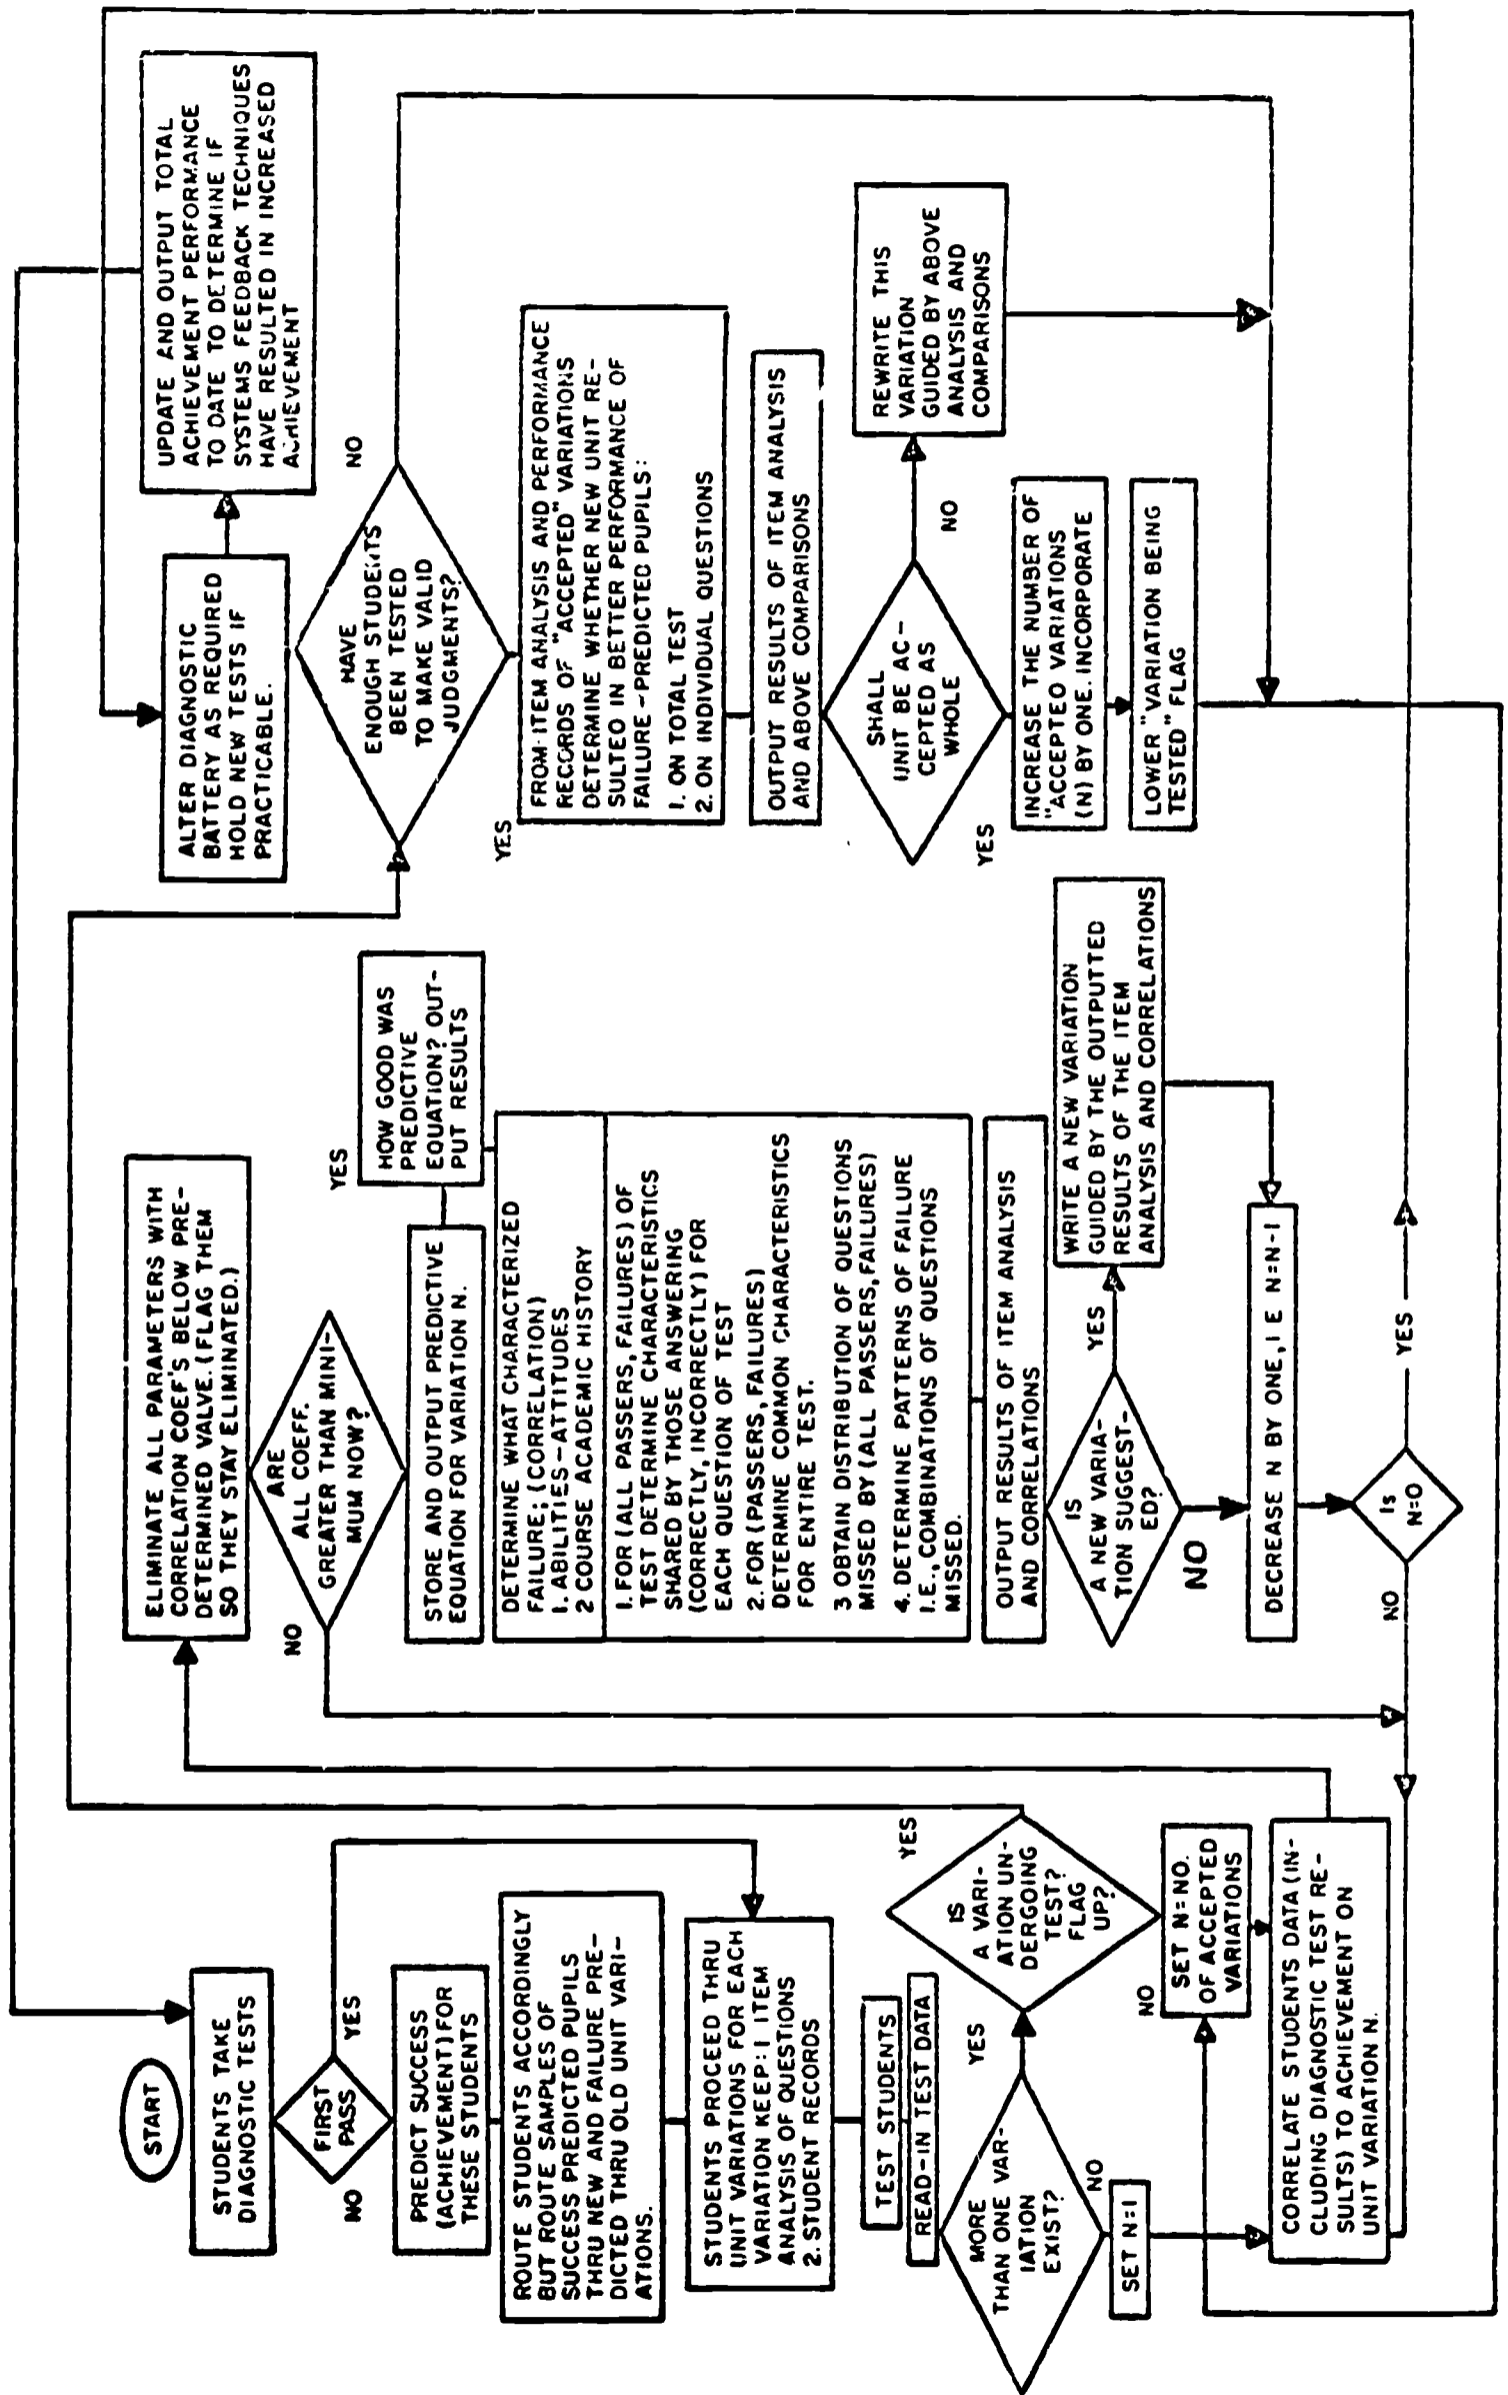 START
STUDENTS TAKE
DIAGNOSTIC TESTS
FIRST
PASS
YES
NO
PREDICT SUCCESS
(ACHIEVEMENT) FOR
THESE STUDENTS
ROUTE STUDENTS ACCORDINGLY
BUT ROUTE SAMPLES OF
SUCCESS PREDICTED PUPILS
THRU NEW AND FAILURE PRE-
DICTED THRU OLD UNIT VARI-
ATIONS.
STUDENTS PROCEED THRU
UNIT VARIATIONS FOR EACH
VARIATION KEEP: 1 ITEM
ANALYSIS OF QUESTIONS
2. STUDENT RECORDS
TEST STUDENTS
READ-IN TEST DATA
MORE
THAN ONE VAR-
IATION
EXIST?
YES
NO
SET N=1
IS
A VARI-
ATION UN-
DERGOING
TEST?
FLAG
UP?
YES
NO
SET N=NO.
OF ACCEPTED
VARIATIONS
CORRELATE STUDENTS DATA (IN-
CLUDING DIAGNOSTIC TEST RE-
SULTS) TO ACHIEVEMENT ON
UNIT VARIATION N.
ELIMINATE ALL PARAMETERS WITH
CORRELATION COEF'S BELOW PRE-
DETERMINED VALVE. (FLAG THEM
SO THEY STAY ELIMINATED.)
ARE
ALL COEFF.
GREATER THAN MINI-
MUM NOW?
NO
YES
STORE AND OUTPUT PREDICTIVE
EQUATION FOR VARIATION N.
HOW GOOD WAS
PREDICTIVE
EQUATION? OUT-
PUT RESULTS
DETERMINE WHAT CHARACTERIZED
FAILURE; (CORRELATION)
1. ABILITIES-ATTITUDES
2 COURSE ACADEMIC HISTORY
1. FOR (ALL PASSERS, FAILURES) OF
TEST DETERMINE CHARACTERISTICS
SHARED BY THOSE ANSWERING
(CORRECTLY, INCORRECTLY) FOR
EACH QUESTION OF TEST
2. FOR (PASSERS, FAILURES)
DETERMINE COMMON CHARACTERISTICS
FOR ENTIRE TEST.
3 OBTAIN DISTRIBUTION OF QUESTIONS
MISSED BY (ALL PASSERS, FAILURES)
4. DETERMINE PATTERNS OF FAILURE
I.E., COMBINATIONS OF QUESTIONS
MISSED.
OUTPUT RESULTS OF ITEM ANALYSIS
AND CORRELATIONS
IS
A NEW VARIA-
TION SUGGEST-
ED?
YES
NO
WRITE A NEW VARIATION
GUIDED BY THE OUTPUTTED
RESULTS OF THE ITEM
ANALYSIS AND CORRELATIONS
DECREASE N BY ONE, I E N=N-1
IS
N=0
NO
YES
ALTER DIAGNOSTIC
BATTERY AS REQUIRED
HOLD NEW TESTS IF
PRACTICABLE.
UPDATE AND OUTPUT TOTAL
ACHIEVEMENT PERFORMANCE
TO DATE TO DETERMINE IF
SYSTEMS FEEDBACK TECHNIQUES
HAVE RESULTED IN INCREASED
ACHIEVEMENT
HAVE
ENOUGH STUDENTS
BEEN TESTED
TO MAKE VALID
JUDGMENTS?
NO
YES
FROM ITEM ANALYSIS AND PERFORMANCE
RECORDS OF "ACCEPTED" VARIATIONS
DETERMINE WHETHER NEW UNIT RE-
SULTED IN BETTER PERFORMANCE OF
FAILURE-PREDICTED PUPILS:
1. ON TOTAL TEST
2. ON INDIVIDUAL QUESTIONS
OUTPUT RESULTS OF ITEM ANALYSIS
AND ABOVE COMPARISONS
SHALL
UNIT BE AC-
CEPTED AS
WHOLE
NO
YES
REWRITE THIS
VARIATION
GUIDED BY ABOVE
ANALYSIS AND
COMPARISONS
INCREASE THE NUMBER OF
"ACCEPTED VARIATIONS
(N) BY ONE. INCORPORATE
LOWER "VARIATION BEING
TESTED" FLAG